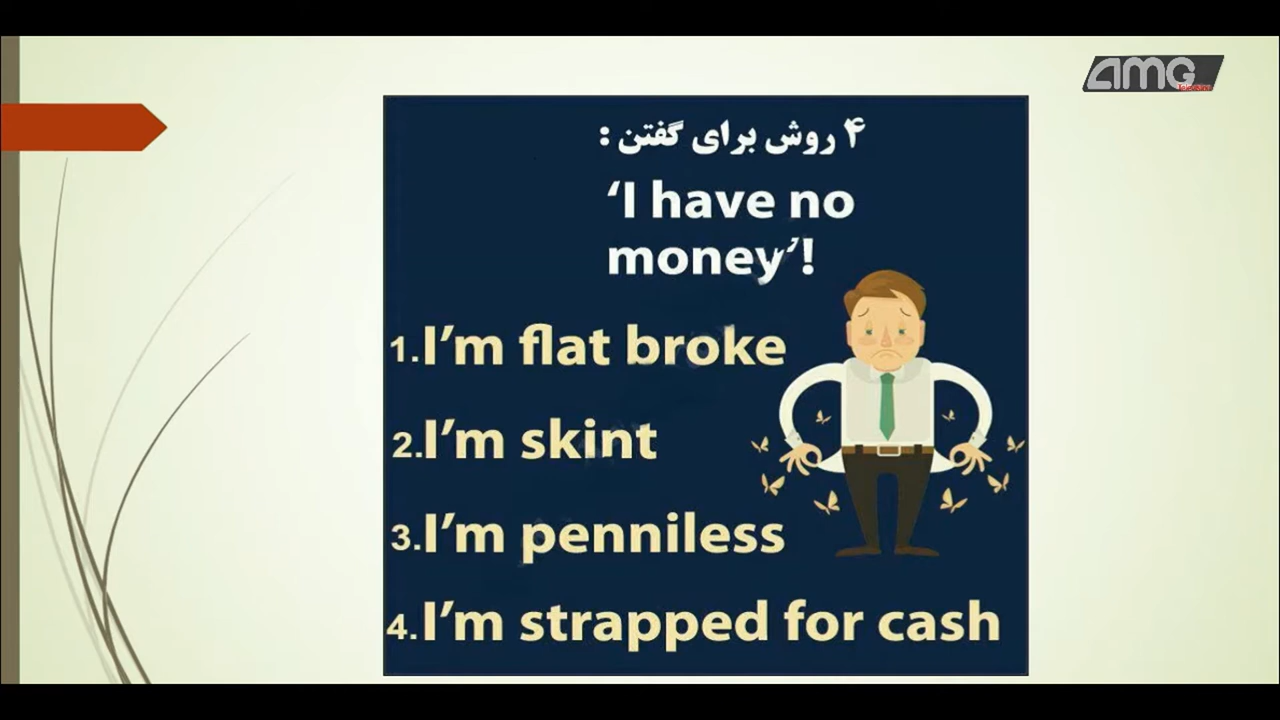 AMG
۴ روش برای گفتن :
‘I have no
money’!
1.I’m flat broke
2.I’m skint
3.I’m penniless
4.I’m strapped for cash